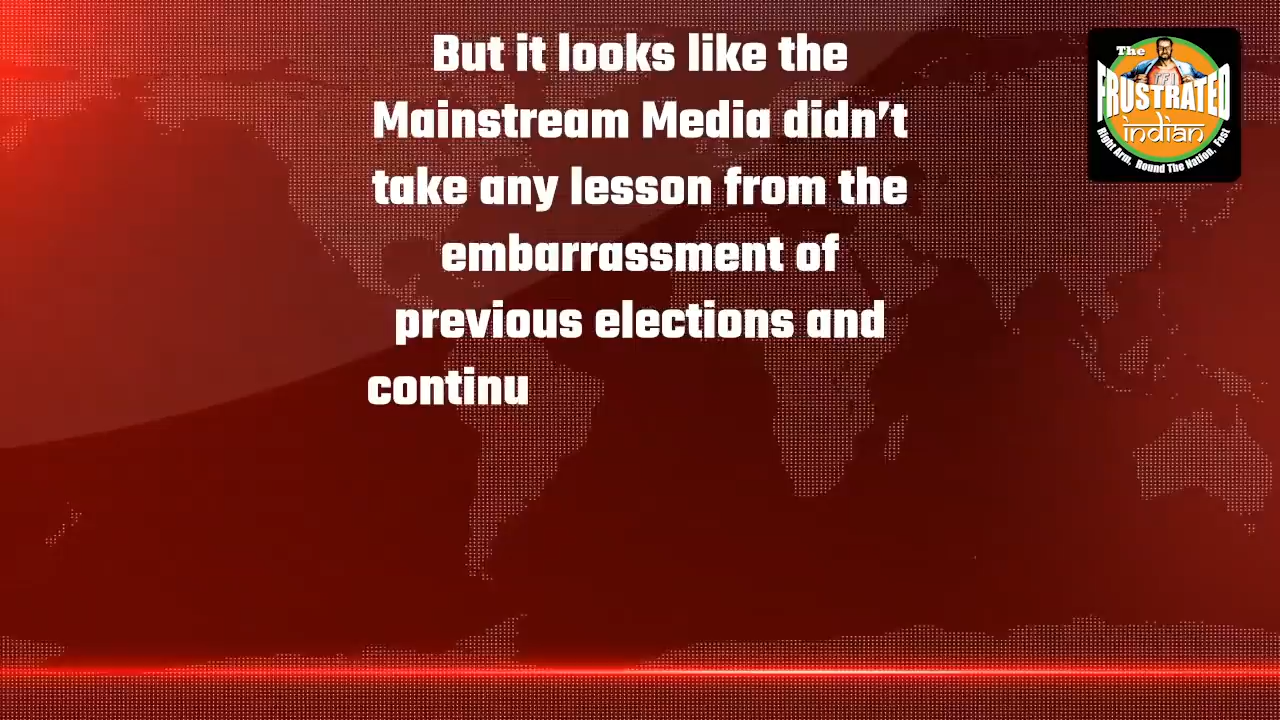 But it looks like the
Mainstream Media didn't
take any lesson from the
embarrassment of
previous elections and
continu
The
TFI
FRUSTRATED
indian
Right Arm, Round The Nation, Fast